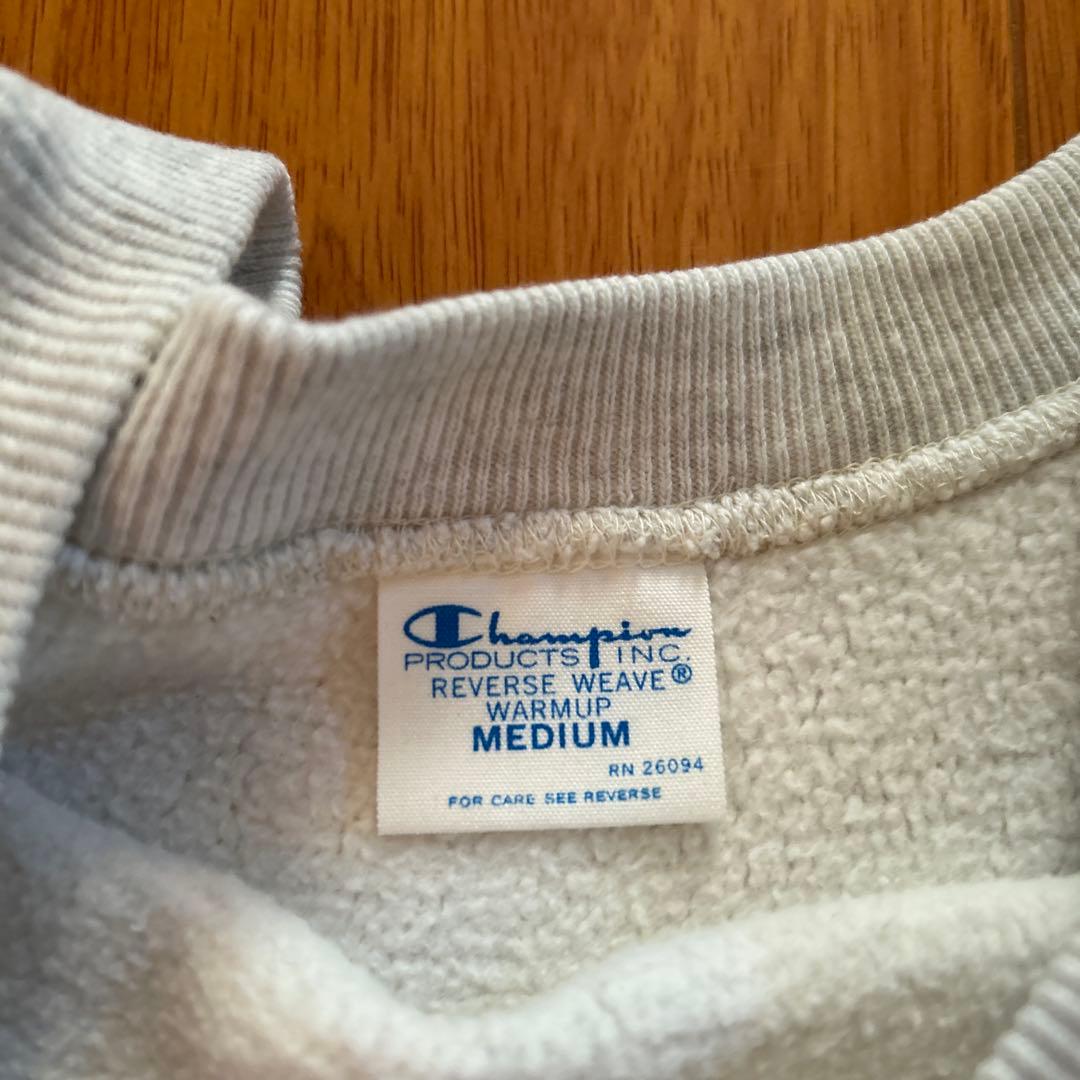 Champion
PRODUCTS INC.
REVERSE WEAVE®
WARMUP
MEDIUM
RN 26094
FOR CARE SEE REVERSE